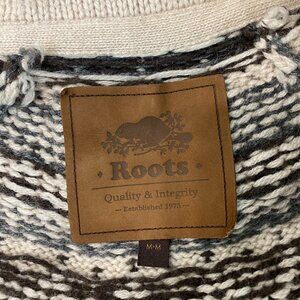 · Roots ·
Quality & Integrity
— Established 1973 —
M·M